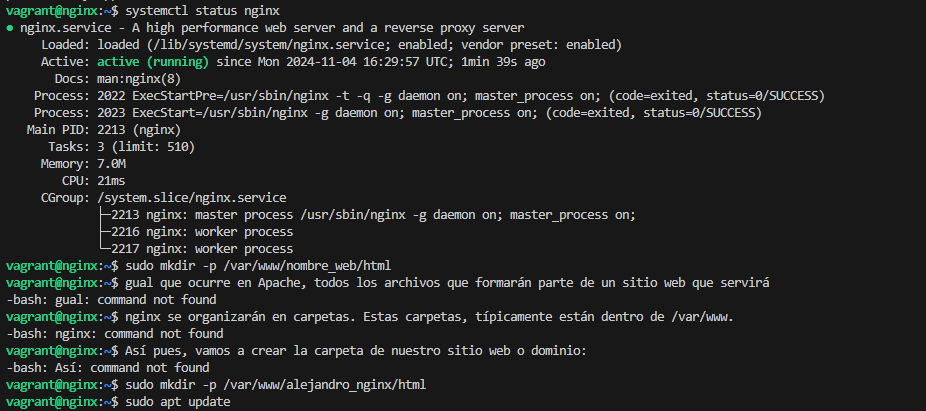 vagrant@nginx:~$ systemctl status nginx
● nginx.service - A high performance web server and a reverse proxy server
     Loaded: loaded (/lib/systemd/system/nginx.service; enabled; vendor preset: enabled)
     Active: active (running) since Mon 2024-11-04 16:29:57 UTC; 1min 39s ago
       Docs: man:nginx(8)
    Process: 2022 ExecStartPre=/usr/sbin/nginx -t -q -g daemon on; master_process on; (code=exited, status=0/SUCCESS)
    Process: 2023 ExecStart=/usr/sbin/nginx -g daemon on; master_process on; (code=exited, status=0/SUCCESS)
   Main PID: 2213 (nginx)
      Tasks: 3 (limit: 510)
     Memory: 7.0M
        CPU: 21ms
     CGroup: /system.slice/nginx.service
             ├─2213 nginx: master process /usr/sbin/nginx -g daemon on; master_process on;
             ├─2216 nginx: worker process
             └─2217 nginx: worker process
vagrant@nginx:~$ sudo mkdir -p /var/www/nombre_web/html
vagrant@nginx:~$ gual que ocurre en Apache, todos los archivos que formarán parte de un sitio web que servirá
-bash: gual: command not found
vagrant@nginx:~$ nginx se organizarán en carpetas. Estas carpetas, típicamente están dentro de /var/www.
-bash: nginx: command not found
vagrant@nginx:~$ Así pues, vamos a crear la carpeta de nuestro sitio web o dominio:
-bash: Así: command not found
vagrant@nginx:~$ sudo mkdir -p /var/www/alejandro_nginx/html
vagrant@nginx:~$ sudo apt update